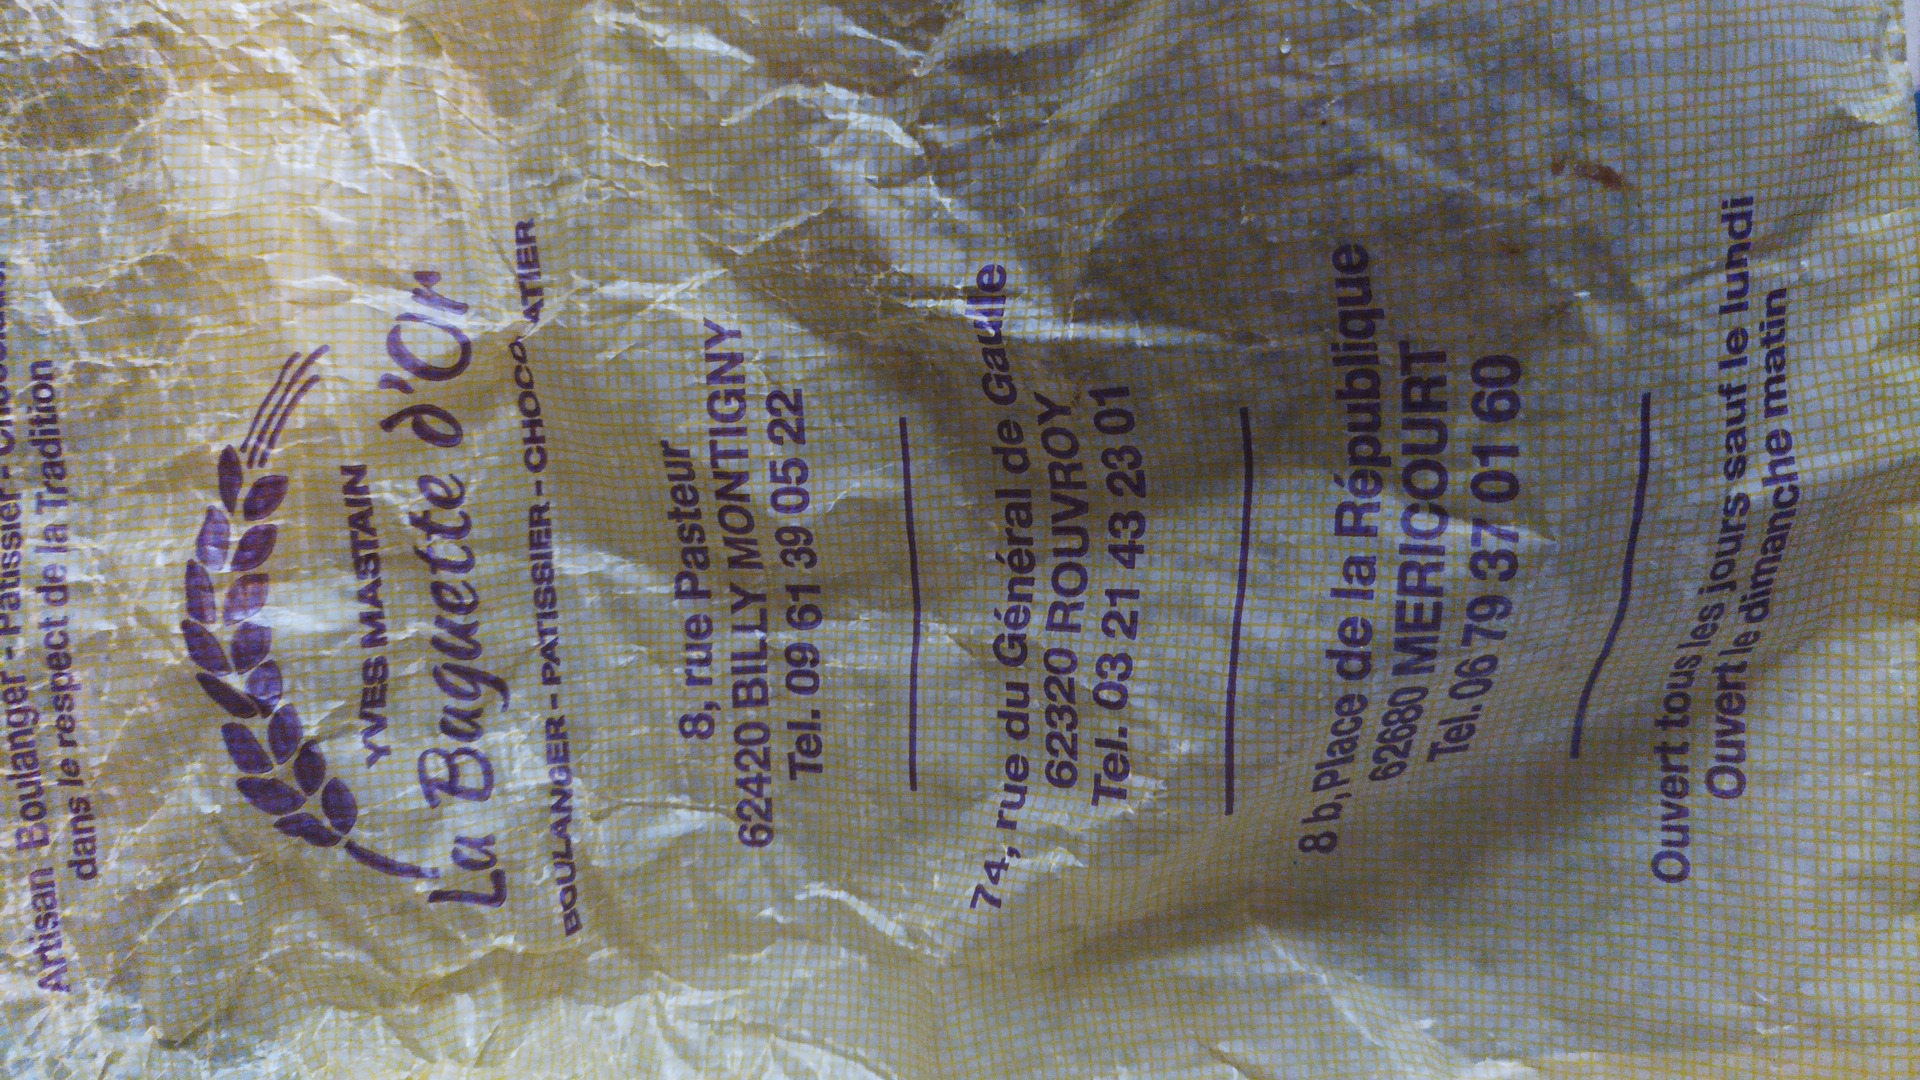 Artisan Boulanger - Patissier - Chocolatier
dans le respect de la Tradition
YVES MASTAIN
La Baguette d'Or
BOULANGER - PATISSIER - CHOCOLATIER
8, rue Pasteur
62420 BILLY MONTIGNY
Tel. 09 61 39 05 22
74, rue du Général de Gaulle
62320 ROUVROY
Tel. 03 21 43 23 01
8 b, Place de la République
62680 MERICOURT
Tel. 06 79 37 01 60
Ouvert tous les jours sauf le lundi
Ouvert le dimanche matin